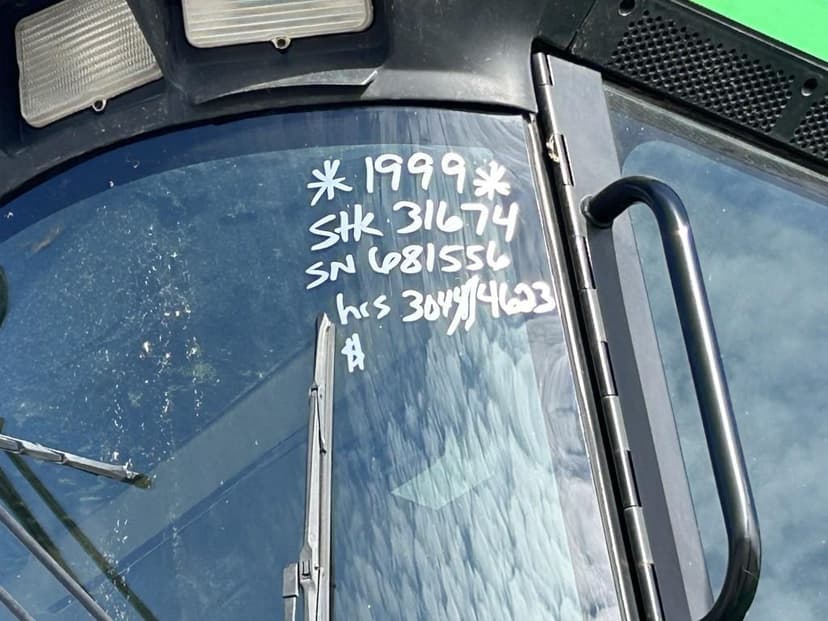 *1999*
Stk 31674
SN 681556
hrs 3044//4623
$